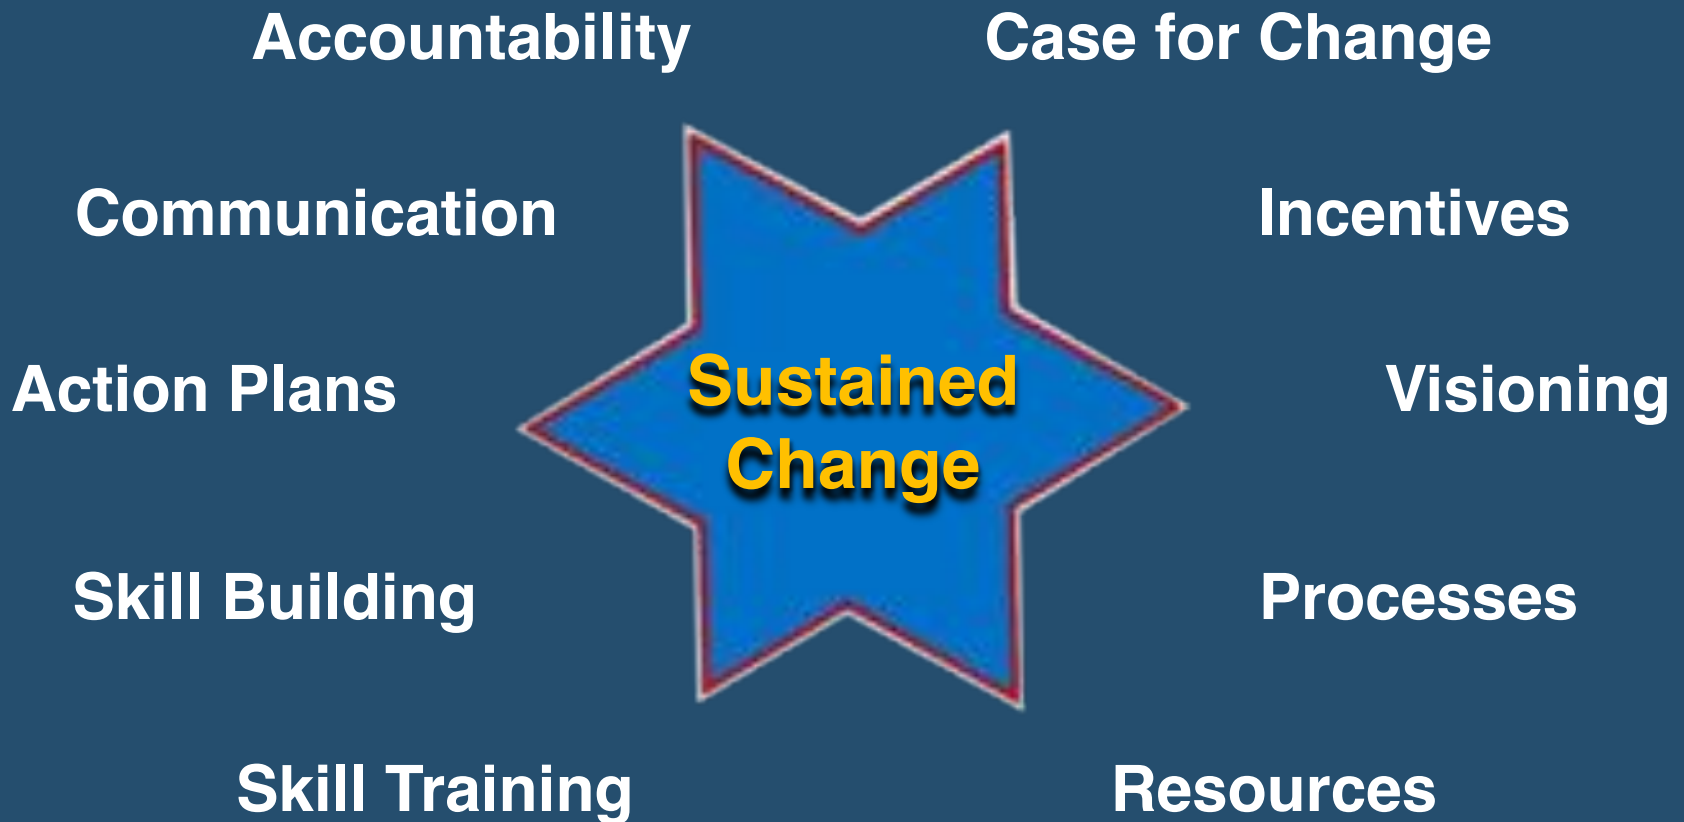 Accountability
Case for Change
Communication
Incentives
Action Plans
Sustained
Change
Visioning
Skill Building
Processes
Skill Training
Resources